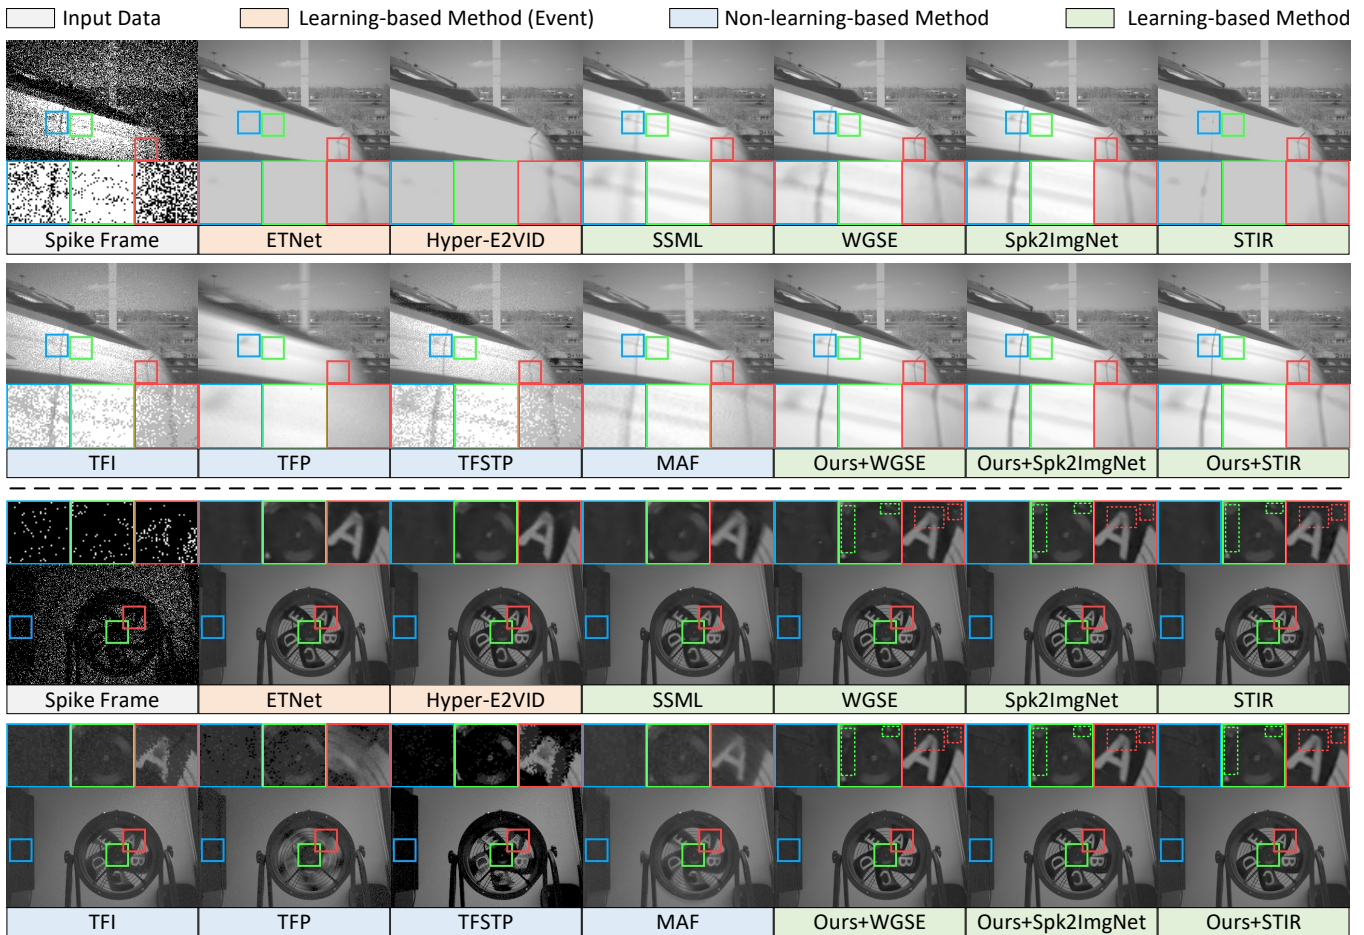 Input Data Learning-based Method (Event) Non-learning-based Method Learning-based Method
Spike Frame ETNet Hyper-E2VID SSML WGSE Spk2ImgNet STIR
TFI TFP TFSTP MAF Ours+WGSE Ours+Spk2ImgNet Ours+STIR
A A A A A A
Spike Frame ETNet Hyper-E2VID SSML WGSE Spk2ImgNet STIR
A A A A A A
TFI TFP TFSTP MAF Ours+WGSE Ours+Spk2ImgNet Ours+STIR